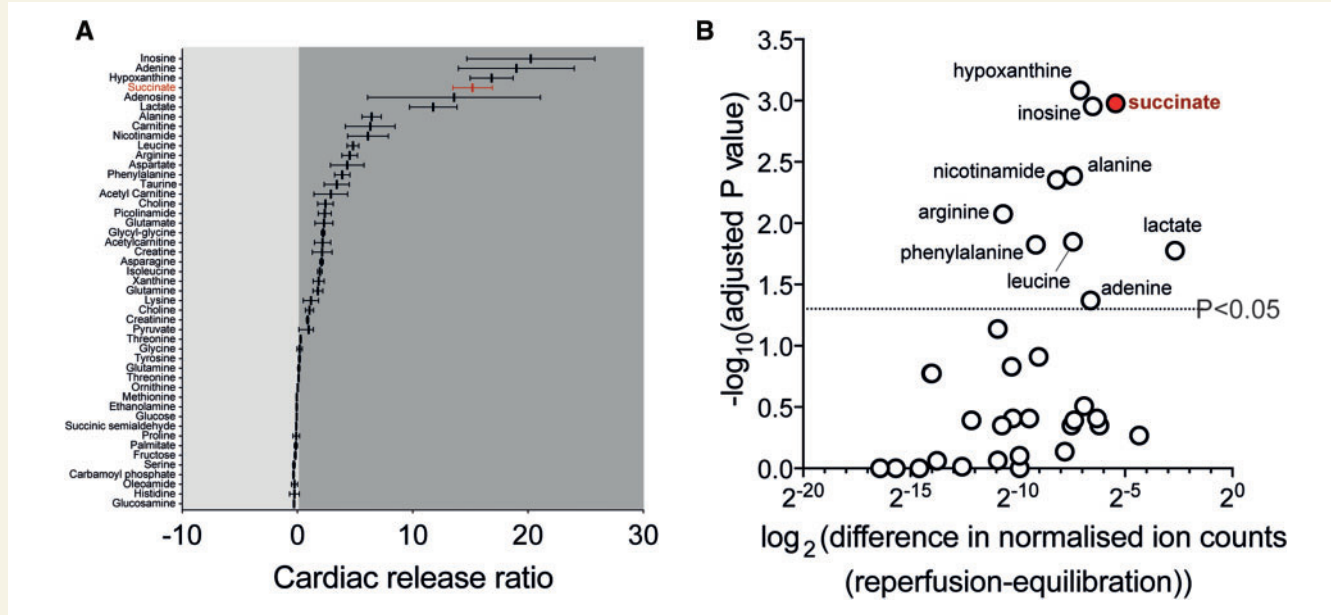 A
Inosine
Adenine
Hypoxanthine
Succinate
Adenosine
Lactate
Alanine
Carnitine
Nicotinamide
Leucine
Arginine
Aspartate
Phenylalanine
Taurine
Acetyl Carnitine
Choline
Picolinamide
Glutamate
Glycyl-glycine
Acetylcarnitine
Creatine
Asparagine
Isoleucine
Xanthine
Glutamine
Lysine
Choline
Creatinine
Pyruvate
Threonine
Glycine
Tyrosine
Glutamine
Threonine
Ornithine
Methionine
Ethanolamine
Glucose
Succinic semialdehyde
Proline
Palmitate
Fructose
Serine
Carbamoyl phosphate
Oleoamide
Histidine
Glucosamine
-10 0 10 20 30
Cardiac release ratio
B
-log₁₀(adjusted P value)
3.5
3.0
2.5
2.0
1.5
1.0
0.5
0.0
hypoxanthine
succinate
inosine
nicotinamide
alanine
arginine
lactate
phenylalanine
leucine
adenine
P<0.05
2⁻²⁰ 2⁻¹⁵ 2⁻¹⁰ 2⁻⁵ 2⁰
log₂(difference in normalised ion counts
(reperfusion-equilibration))